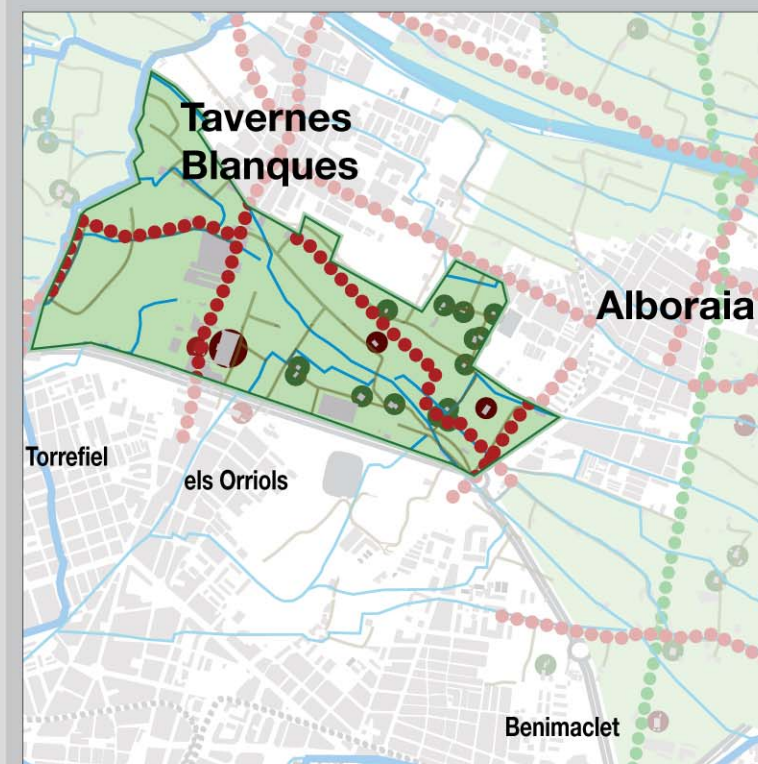 Tavernes
Blanques
Alboraia
Torrefiel
els Orriols
Benimaclet